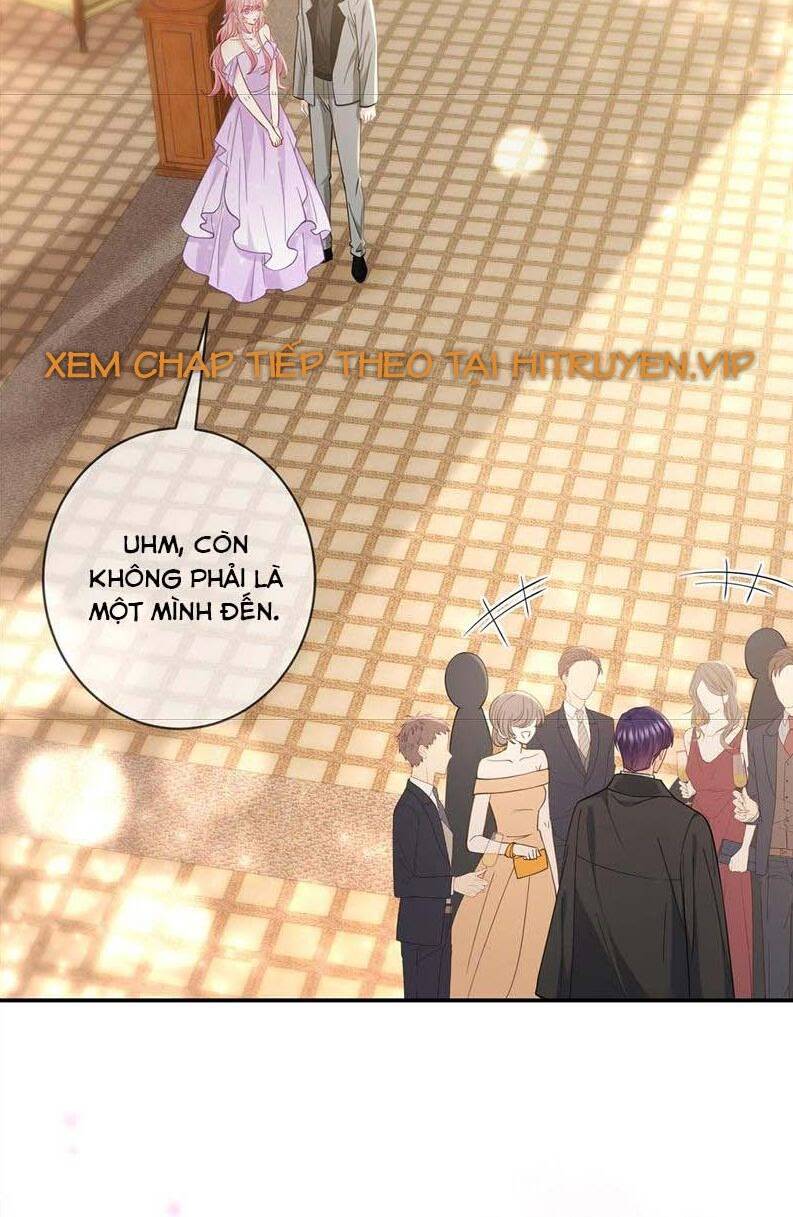 XEM CHAP TIẾP THEO TẠI HITRUYEN.VIP
UHM, CÒN
KHÔNG PHẢI LÀ
MỘT MÌNH ĐẾN.